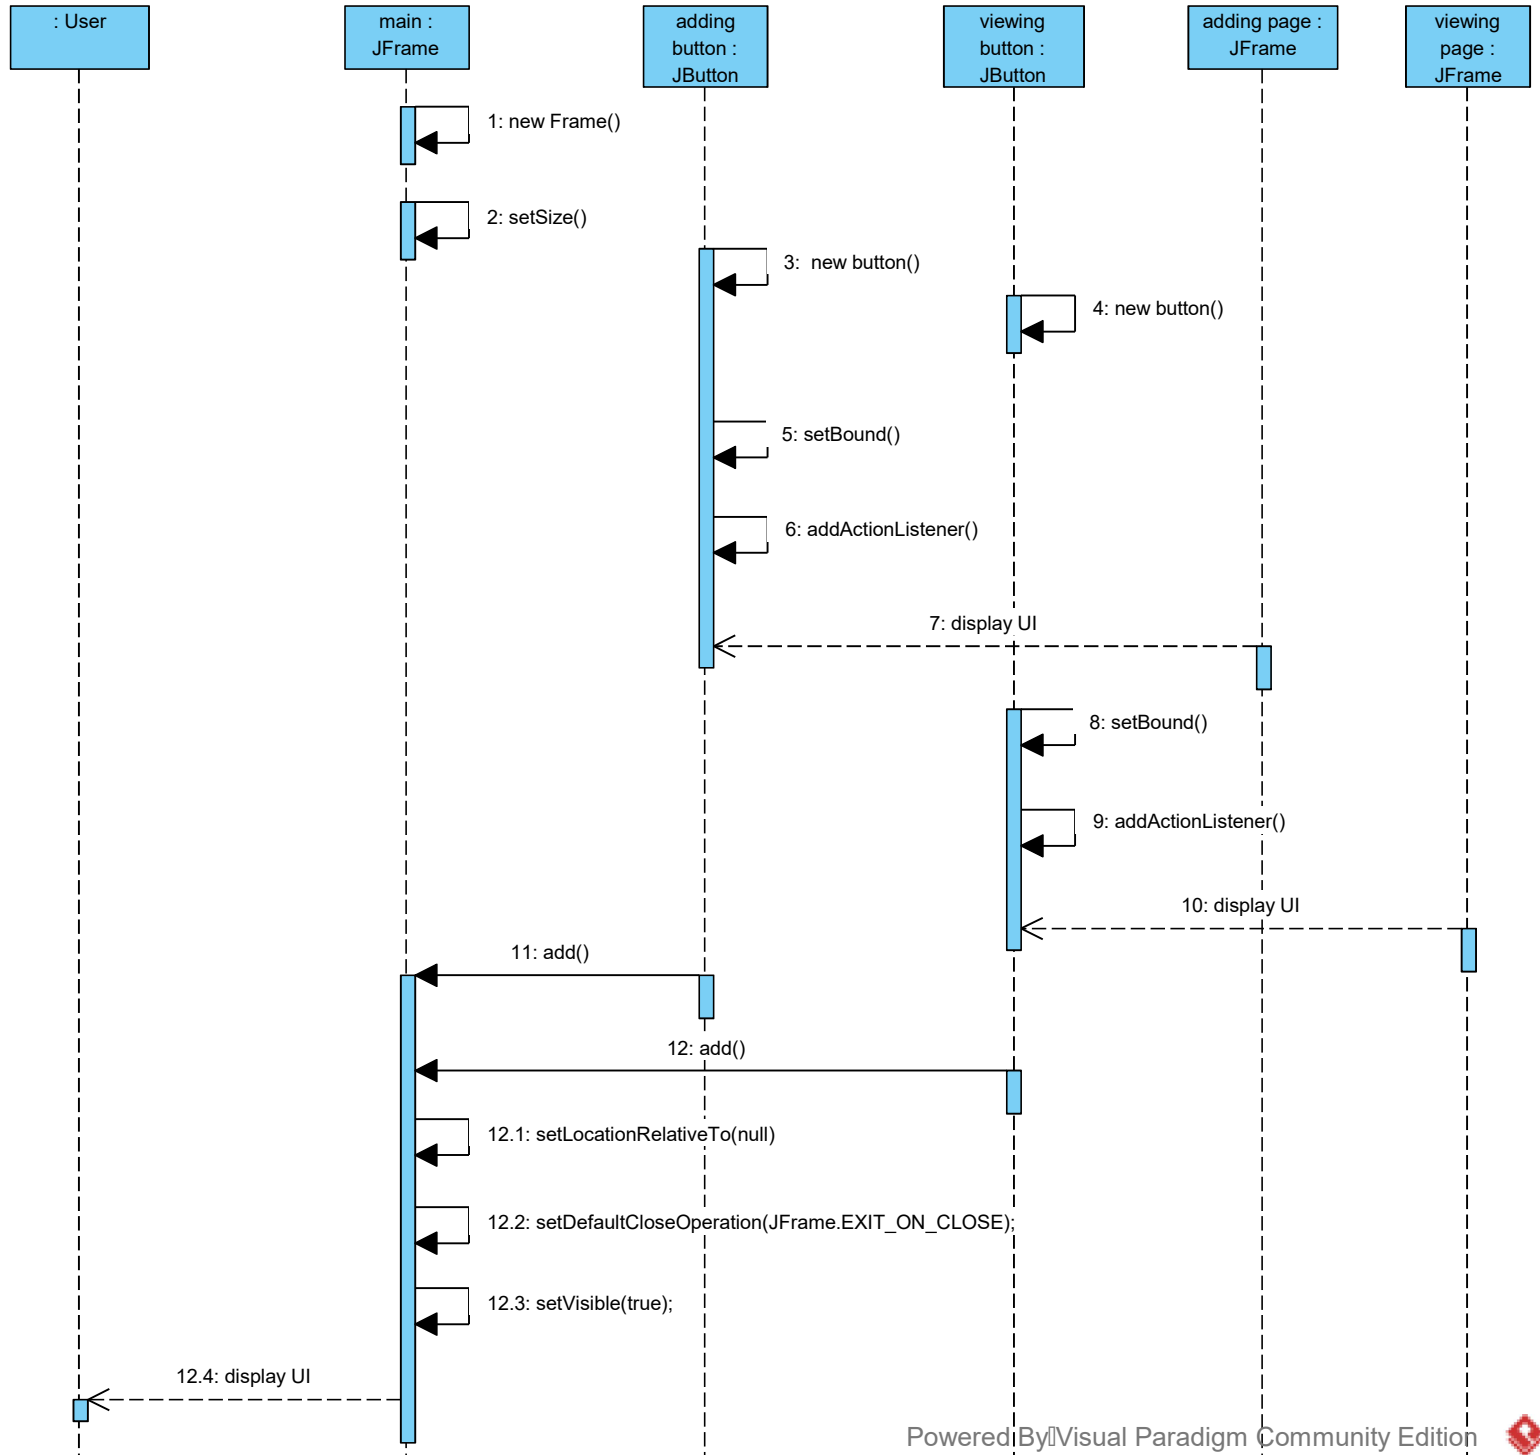 : User
main :
JFrame
adding
button :
JButton
viewing
button :
JButton
adding page :
JFrame
viewing
page :
JFrame
1: new Frame()
2: setSize()
3:  new button()
4: new button()
5: setBound()
6: addActionListener()
7: display UI
8: setBound()
9: addActionListener()
10: display UI
11: add()
12: add()
12.1: setLocationRelativeTo(null)
12.2: setDefaultCloseOperation(JFrame.EXIT_ON_CLOSE);
12.3: setVisible(true);
12.4: display UI
Powered By Visual Paradigm Community Edition